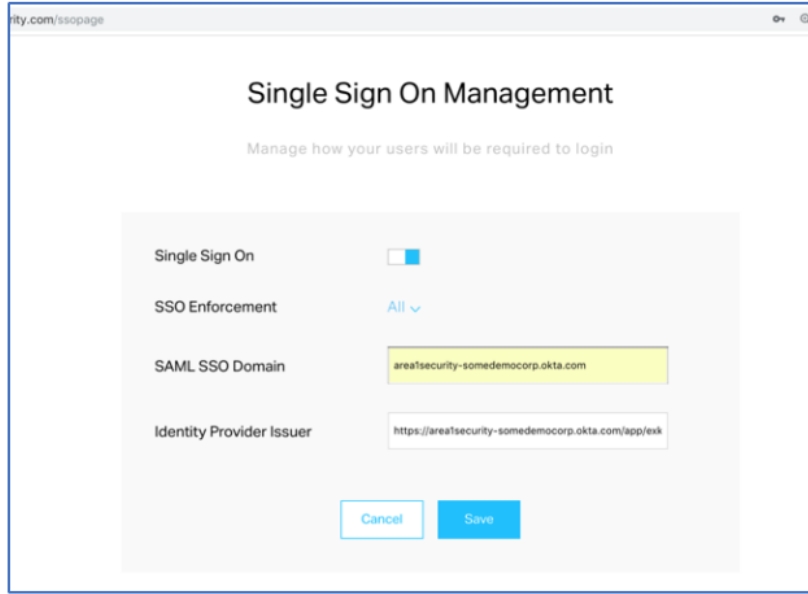 rity.com/ssopage
Single Sign On Management
Manage how your users will be required to login
Single Sign On
SSO Enforcement
All
SAML SSO Domain
area1security-somedemocorp.okta.com
Identity Provider Issuer
https://area1security-somedemocorp.okta.com/app/exk
Cancel
Save